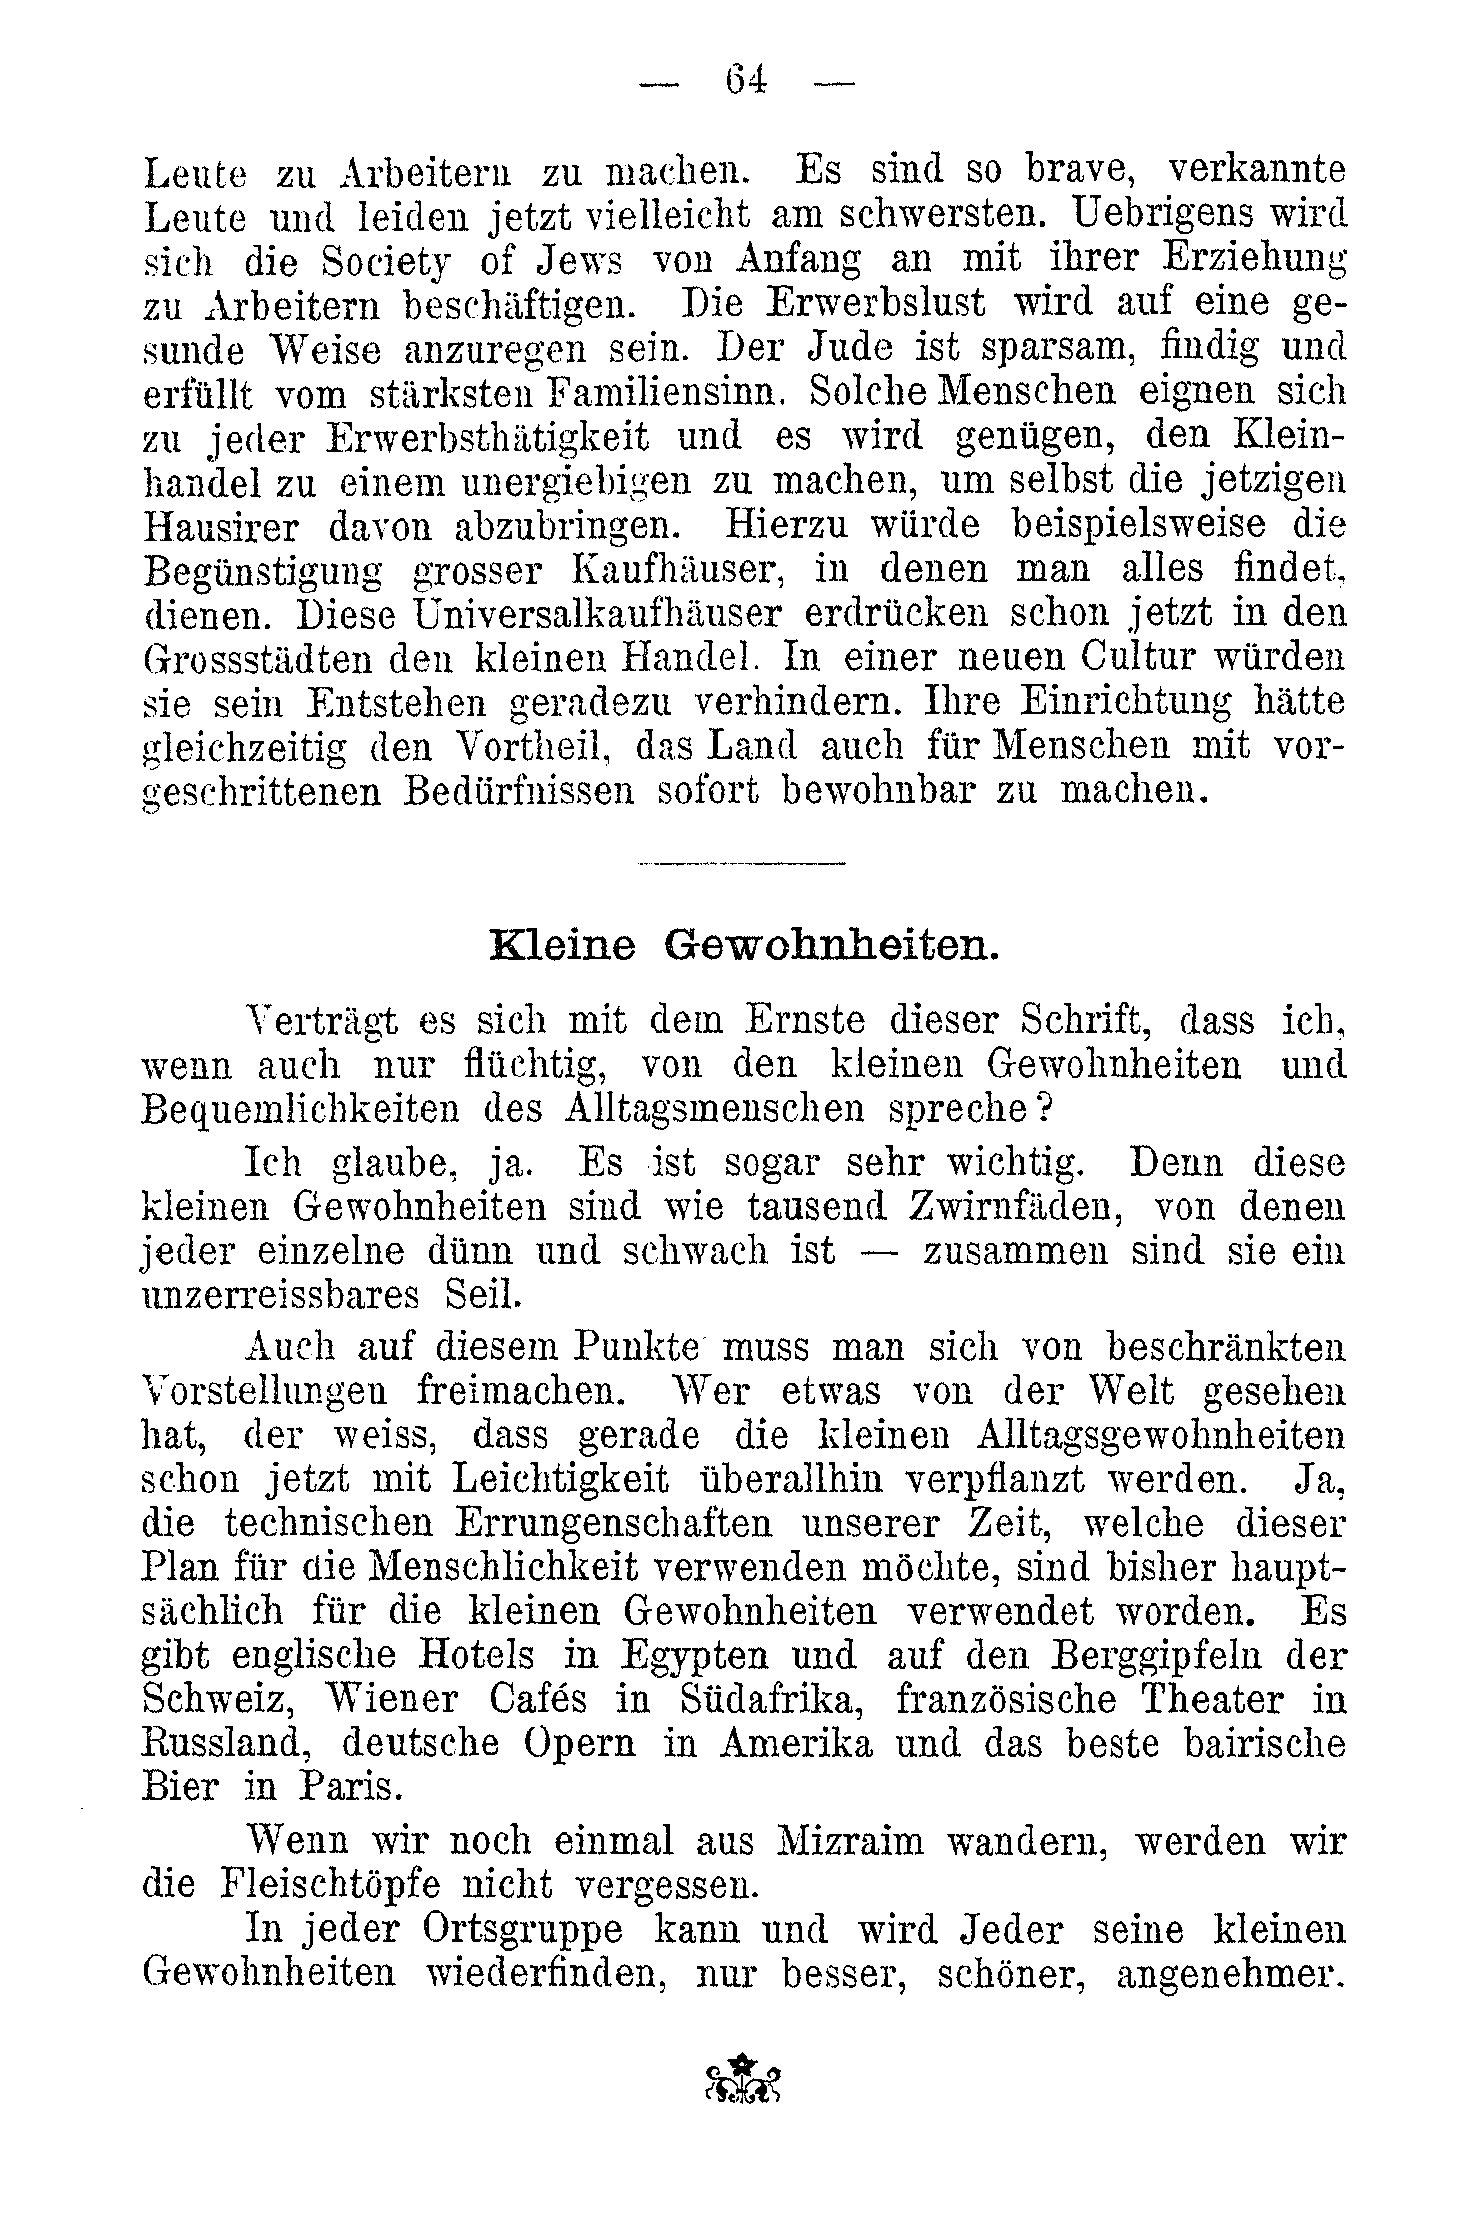 — 64 —
Leute zu Arbeitern zu machen. Es sind so brave, verkannte
Leute und leiden jetzt vielleicht am schwersten. Uebrigens wird
sich die Society of Jews von Anfang an mit ihrer Erziehung
zu Arbeitern beschäftigen. Die Erwerbslust wird auf eine ge-
sunde Weise anzuregen sein. Der Jude ist sparsam, findig und
erfüllt vom stärksten Familiensinn. Solche Menschen eignen sich
zu jeder Erwerbsthätigkeit und es wird genügen, den Klein-
handel zu einem unergiebigen zu machen, um selbst die jetzigen
Hausirer davon abzubringen. Hierzu würde beispielsweise die
Begünstigung grosser Kaufhäuser, in denen man alles findet,
dienen. Diese Universalkaufhäuser erdrücken schon jetzt in den
Grossstädten den kleinen Handel. In einer neuen Cultur würden
sie sein Entstehen geradezu verhindern. Ihre Einrichtung hätte
gleichzeitig den Vortheil, das Land auch für Menschen mit vor-
geschrittenen Bedürfnissen sofort bewohnbar zu machen.
Kleine Gewohnheiten.
Verträgt es sich mit dem Ernste dieser Schrift, dass ich,
wenn auch nur flüchtig, von den kleinen Gewohnheiten und
Bequemlichkeiten des Alltagsmenschen spreche?
Ich glaube, ja. Es ist sogar sehr wichtig. Denn diese
kleinen Gewohnheiten sind wie tausend Zwirnfäden, von denen
jeder einzelne dünn und schwach ist — zusammen sind sie ein
unzerreissbares Seil.
Auch auf diesem Punkte muss man sich von beschränkten
Vorstellungen freimachen. Wer etwas von der Welt gesehen
hat, der weiss, dass gerade die kleinen Alltagsgewohnheiten
schon jetzt mit Leichtigkeit überallhin verpflanzt werden. Ja,
die technischen Errungenschaften unserer Zeit, welche dieser
Plan für die Menschlichkeit verwenden möchte, sind bisher haupt-
sächlich für die kleinen Gewohnheiten verwendet worden. Es
gibt englische Hotels in Egypten und auf den Berggipfeln der
Schweiz, Wiener Cafés in Südafrika, französische Theater in
Russland, deutsche Opern in Amerika und das beste bairische
Bier in Paris.
Wenn wir noch einmal aus Mizraim wandern, werden wir
die Fleischtöpfe nicht vergessen.
In jeder Ortsgruppe kann und wird Jeder seine kleinen
Gewohnheiten wiederfinden, nur besser, schöner, angenehmer.